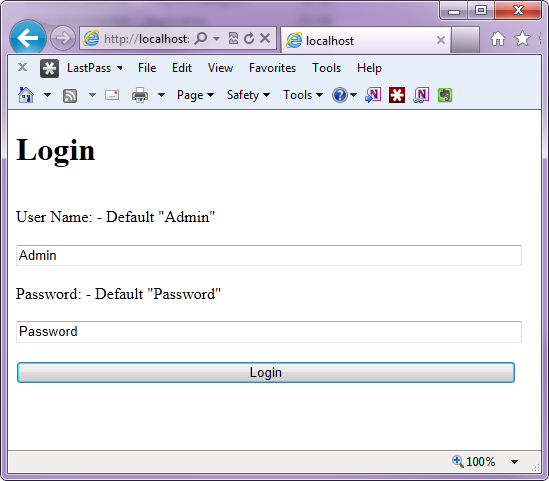 http://localhost:
localhost
LastPass File Edit View Favorites Tools Help
Page Safety Tools
Login
User Name: - Default "Admin"
Admin
Password: - Default "Password"
Password
Login
100%